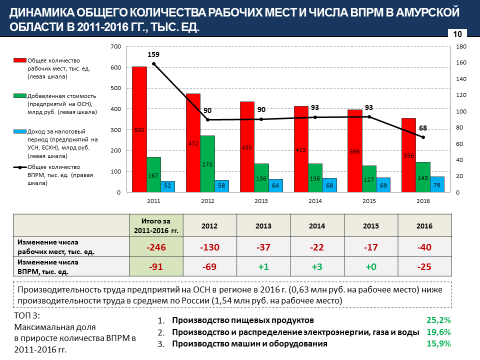 ДИНАМИКА ОБЩЕГО КОЛИЧЕСТВА РАБОЧИХ МЕСТ И ЧИСЛА ВПРМ В АМУРСКОЙ
ОБЛАСТИ В 2011-2016 ГГ., ТЫС. ЕД.
10
Общее количество
рабочих мест, тыс. ед.
(левая шкала)
Добавленная стоимость
(предприятий на ОСН),
млрд.руб. (левая шкала)
Доход за налоговый
период (предприятий на
УСН, ЕСХН), млрд.руб.
(левая шкала)
Общее количество
ВПРМ, тыс. ед. (правая
шкала)
700
600
500
400
300
200
100
0
180
160
140
120
100
80
60
40
20
0
159
90
90
93
93
68
167
273
136
136
127
143
52
58
64
68
69
76
2011
2012
2013
2014
2015
2016
Итого за
2011-2016 гг.
2012
2013
2014
2015
2016
Изменение числа
рабочих мест, тыс. ед.
-246
-130
-37
-22
-17
-40
Изменение числа
ВПРМ, тыс. ед.
-91
-69
+1
+3
+0
-25
Производительность труда предприятий на ОСН в регионе в 2016 г. (0,63 млн руб. на рабочее место) ниже
производительности труда в среднем по России (1,54 млн руб. на рабочее место)
ТОП 3:
Максимальная доля
в приросте количества ВПРМ в
2011-2016 гг.
1. Производство пищевых продуктов 25,2%
2. Производство и распределение электроэнергии, газа и воды 19,6%
3. Производство машин и оборудования 15,9%